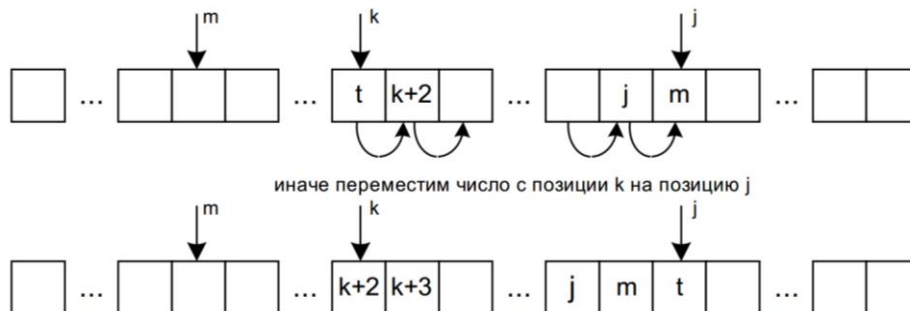 m k j
... ... t k+2 ... j m ...
иначе переместим число с позиции k на позицию j
m k j
... ... k+2 k+3 ... j m t ...